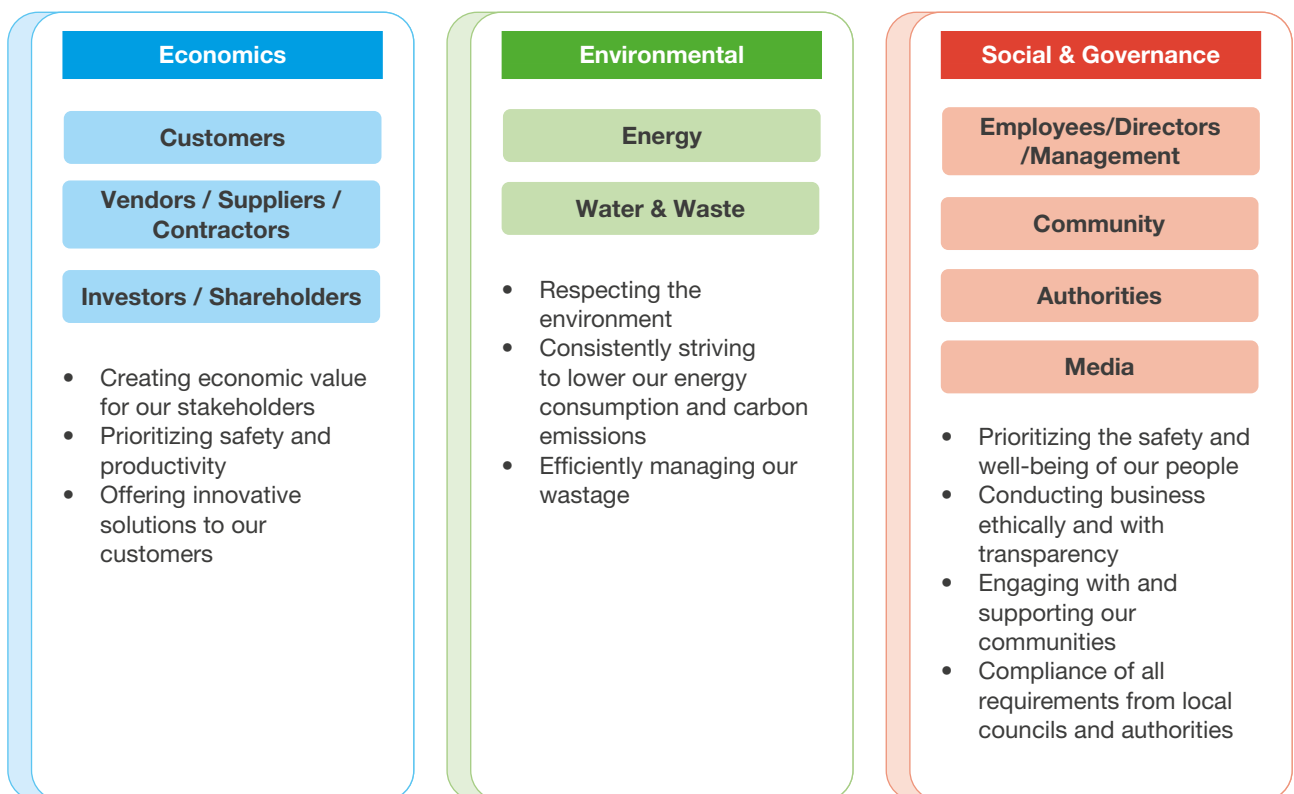 Economics
Customers
Vendors / Suppliers /
Contractors
Investors / Shareholders
• Creating economic value
for our stakeholders
• Prioritizing safety and
productivity
• Offering innovative
solutions to our
customers
Environmental
Energy
Water & Waste
• Respecting the
environment
• Consistently striving
to lower our energy
consumption and carbon
emissions
• Efficiently managing our
wastage
Social & Governance
Employees/Directors
/Management
Community
Authorities
Media
• Prioritizing the safety and
well-being of our people
• Conducting business
ethically and with
transparency
• Engaging with and
supporting our
communities
• Compliance of all
requirements from local
councils and authorities